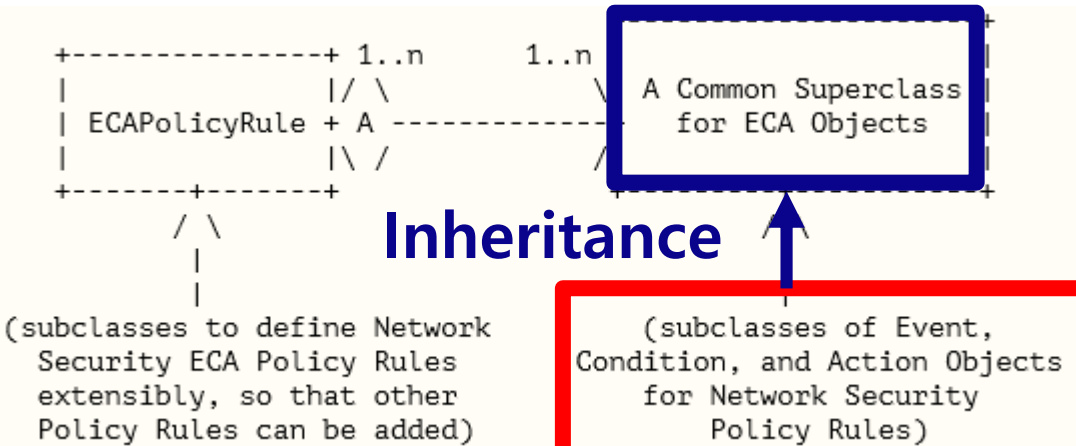 1..n 1..n
A Common Superclass
ECAPolicyRule A for ECA Objects
Inheritance
(subclasses to define Network
Security ECA Policy Rules
extensibly, so that other
Policy Rules can be added)
(subclasses of Event,
Condition, and Action Objects
for Network Security
Policy Rules)